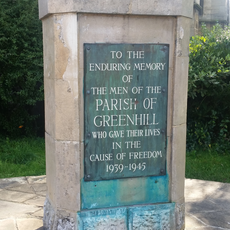 TO THE
ENDURING MEMORY
OF
THE MEN OF THE
PARISH OF
GREENHILL
WHO GAVE THEIR LIVES
IN THE
CAUSE OF FREEDOM
1939-1945